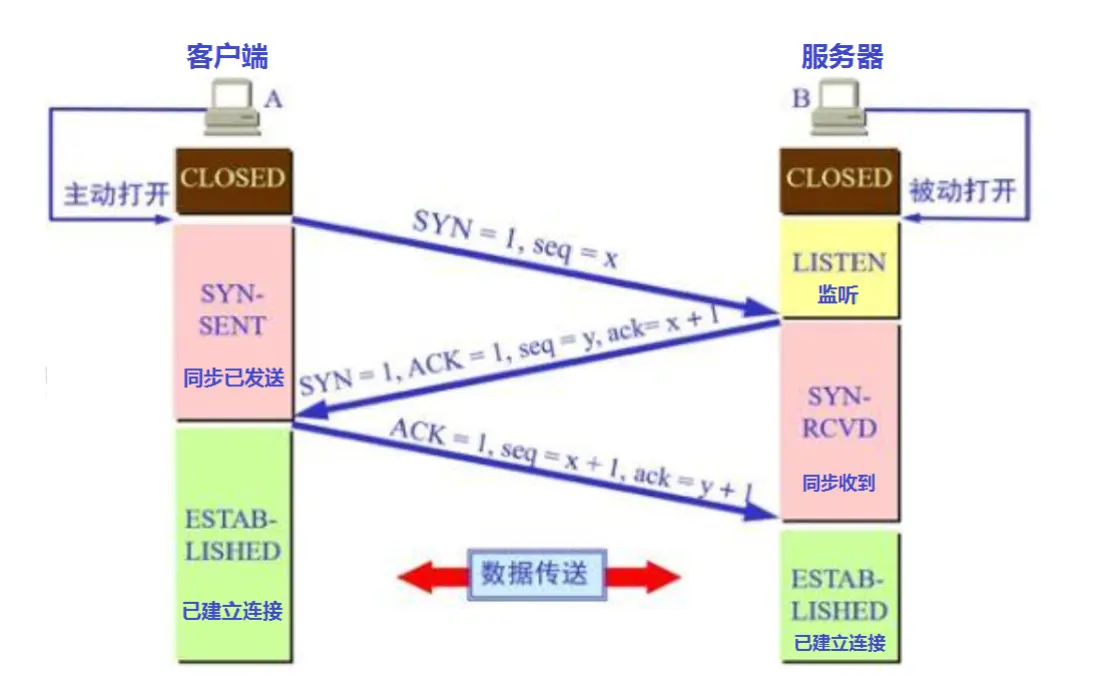 客户端
服务器
A
B
CLOSED
CLOSED
主动打开
被动打开
SYN = 1, seq = x
LISTEN
监听
SYN-
SENT
同步已发送
SYN = 1, ACK = 1, seq = y, ack= x + 1
SYN-
RCVD
同步收到
ACK = 1, seq = x + 1, ack = y + 1
ESTAB-
LISHED
已建立连接
数据传送
ESTAB-
LISHED
已建立连接